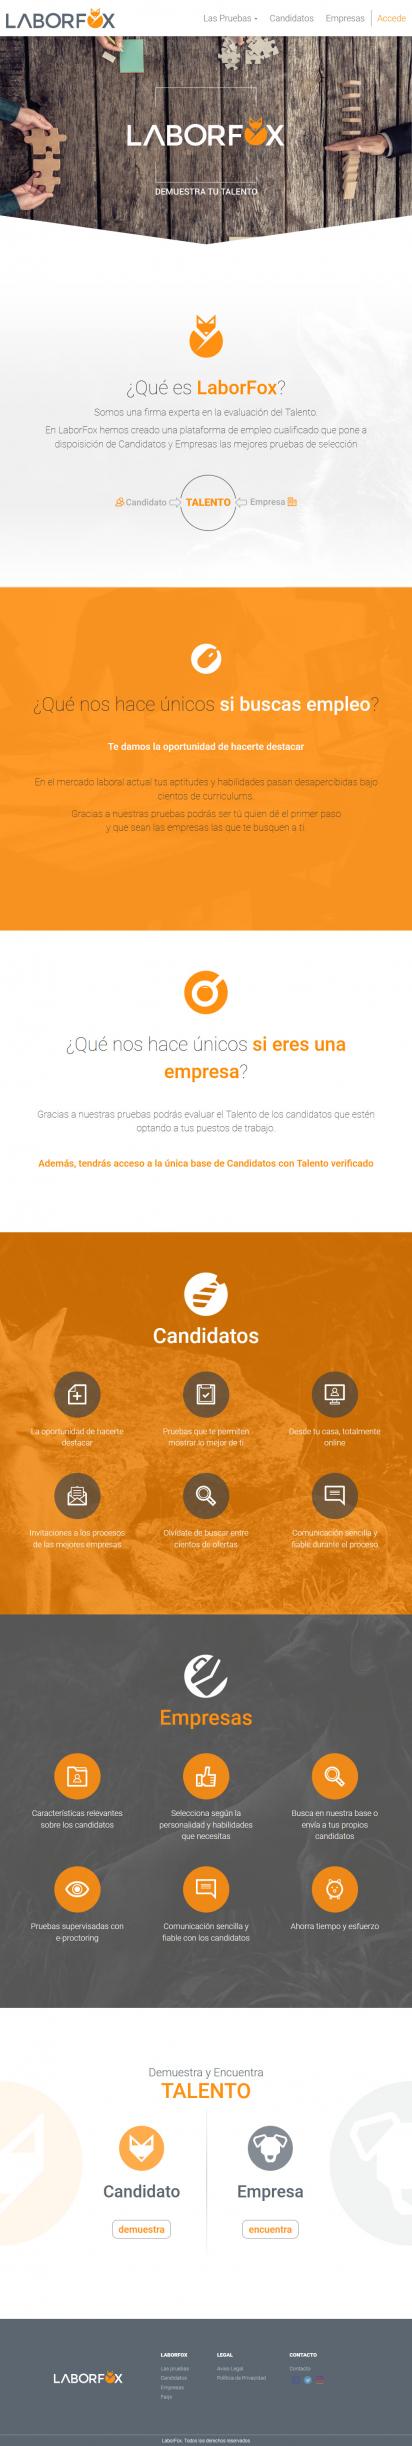 LABORFOX
Las Pruebas
Candidatos
Empresas
Accede
LABORFOX
DEMUESTRA TU TALENTO
¿Qué es LaborFox?
Somos una firma experta en la evaluación del Talento.
En LaborFox hemos creado una plataforma de empleo cualificado que pone a
disposición de Candidatos y Empresas las mejores pruebas de selección
Candidato
TALENTO
Empresa
¿Qué nos hace únicos si buscas empleo?
Te damos la oportunidad de hacerte destacar
En el mercado laboral actual tus aptitudes y habilidades pasan desapercibidas bajo
cientos de curriculums.
Gracias a nuestras pruebas podrás ser tú quien dé el primer paso
y que sean las empresas las que te busquen a ti.
¿Qué nos hace únicos si eres una
empresa?
Gracias a nuestras pruebas podrás evaluar el Talento de los candidatos que estén
optando a tus puestos de trabajo.
Además, tendrás acceso a la única base de Candidatos con Talento verificado
Candidatos
La oportunidad de hacerte
destacar
Pruebas que te permiten
mostrar lo mejor de ti
Desde tu casa, totalmente
online
Invitaciones a los procesos
de las mejores empresas
Olvídate de buscar entre
cientos de ofertas
Comunicación sencilla y
fiable durante el proceso
Empresas
Características relevantes
sobre los candidatos
Selecciona según la
personalidad y habilidades
que necesitas
Busca en nuestra base o
envía a tus propios
candidatos
Pruebas supervisadas con
e-proctoring
Comunicación sencilla y
fiable con los candidatos
Ahorra tiempo y esfuerzo
Demuestra y Encuentra
TALENTO
Candidato
demuestra
Empresa
encuentra
LABORFOX
LABORFOX
Las pruebas
Candidatos
Empresas
Faqs
LEGAL
Aviso Legal
Política de Privacidad
CONTACTO
Contacto
LaborFox. Todos los derechos reservados